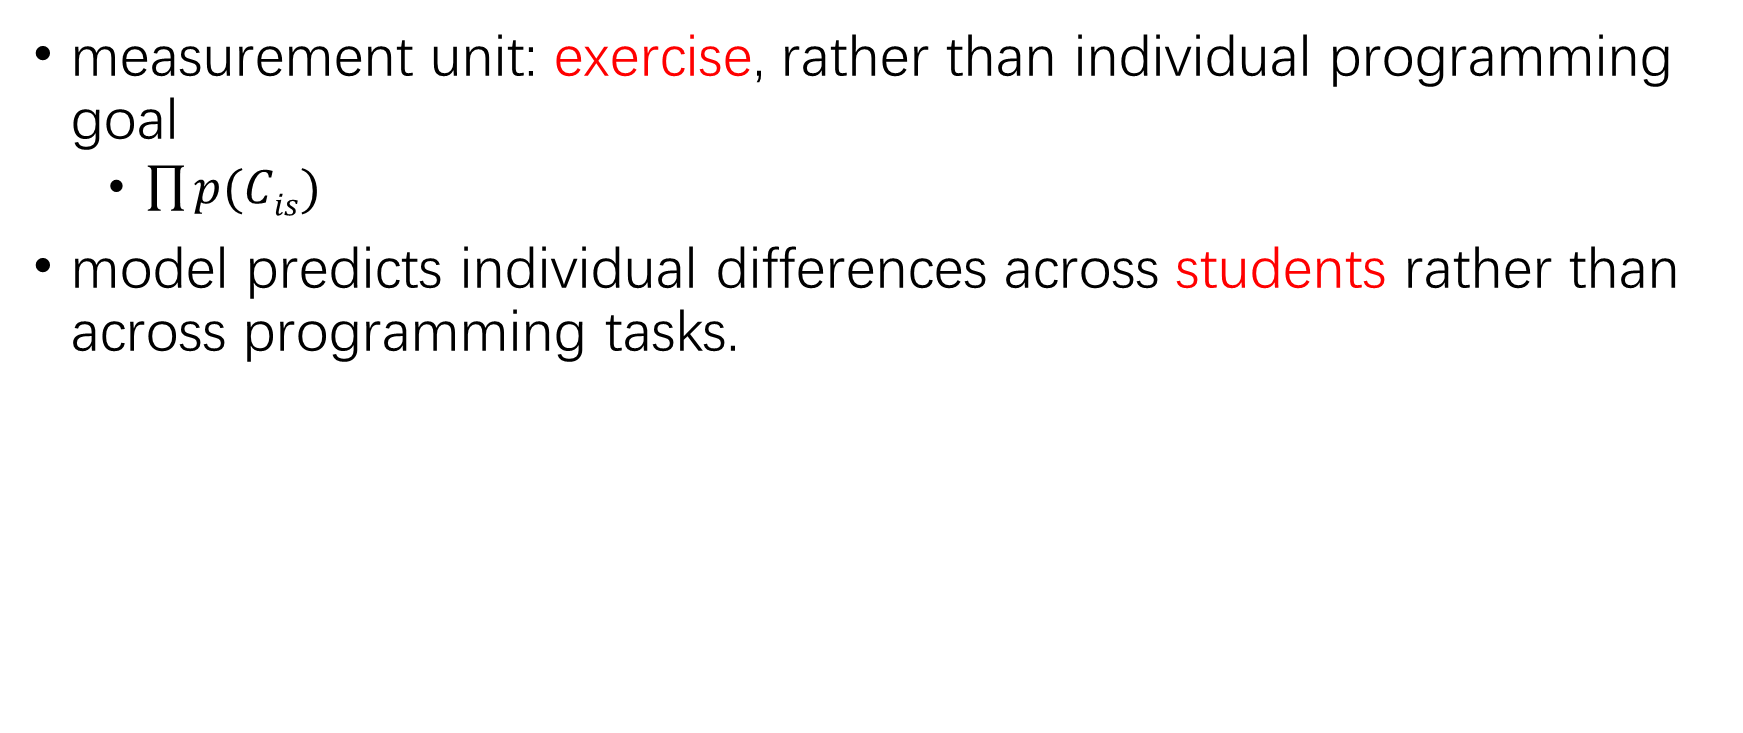 • measurement unit: exercise, rather than individual programming
goal
• ∏p(C_is)
• model predicts individual differences across students rather than
across programming tasks.